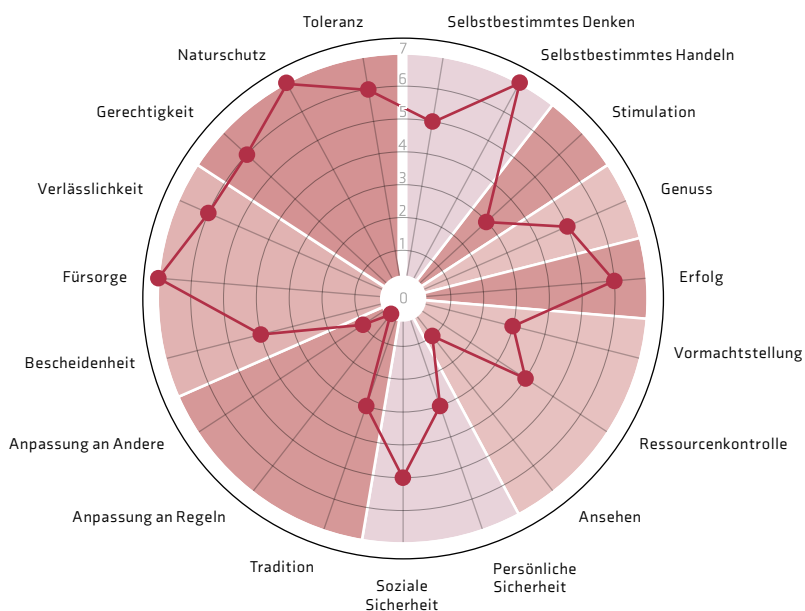 Toleranz
Selbstbestimmtes Denken
Naturschutz
Selbstbestimmtes Handeln
Gerechtigkeit
Stimulation
Verlässlichkeit
Genuss
Fürsorge
Erfolg
Bescheidenheit
Vormachtstellung
Anpassung an Andere
Ressourcenkontrolle
Anpassung an Regeln
Ansehen
Tradition
Soziale
Sicherheit
Persönliche
Sicherheit
7
6
5
4
3
2
1
0